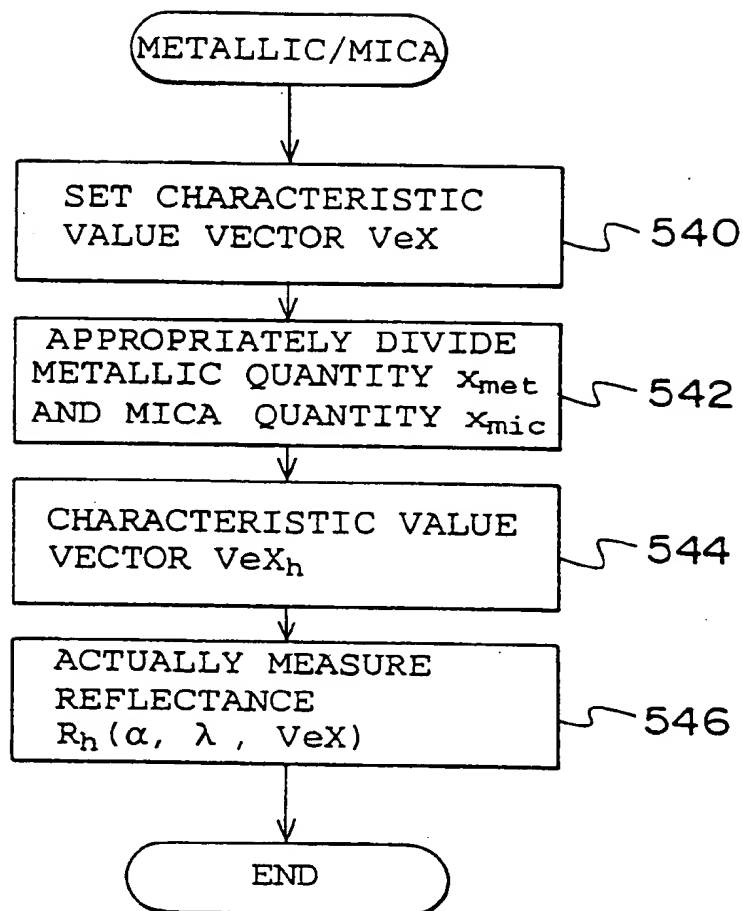 METALLIC/MICA
SET CHARACTERISTIC
VALUE VECTOR VeX
540
APPROPRIATELY DIVIDE
METALLIC QUANTITY xmet
AND MICA QUANTITY xmic
542
CHARACTERISTIC VALUE
VECTOR VeXh
544
ACTUALLY MEASURE
REFLECTANCE
Rh(α, λ, VeX)
546
END